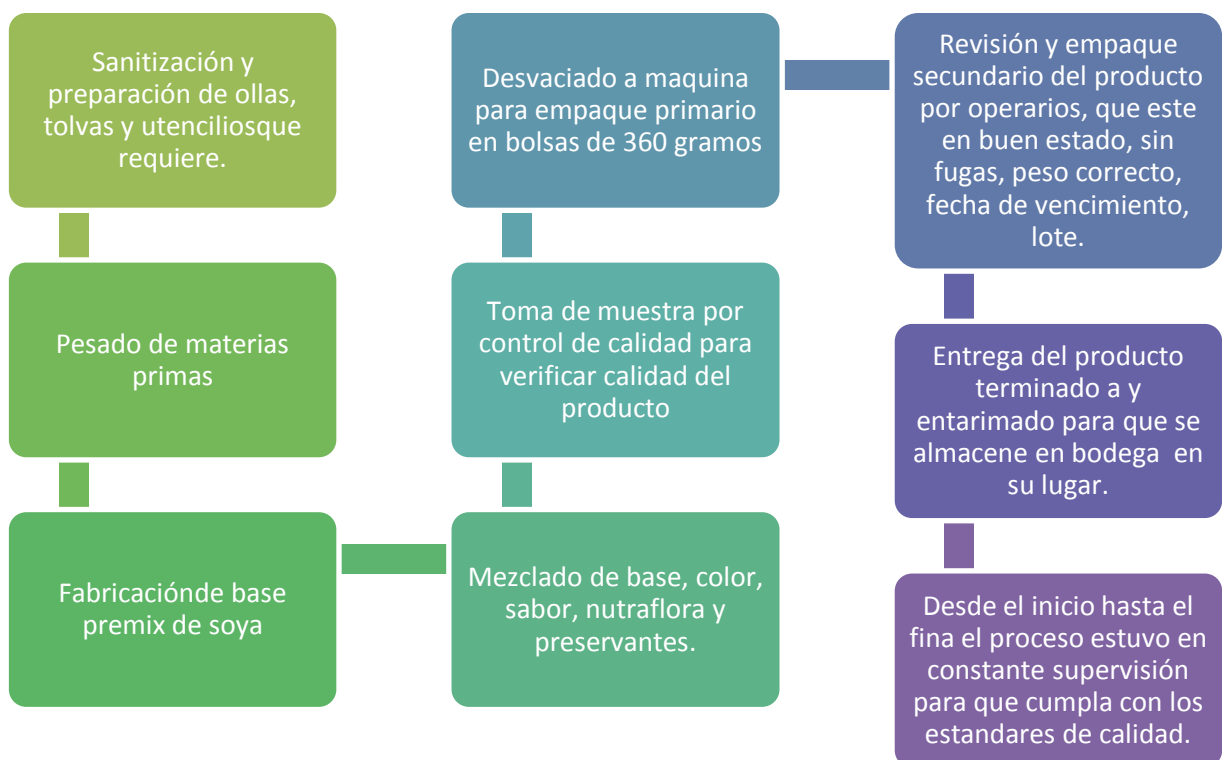 Sanitización y
preparación de ollas,
tolvas y utenciliosque
requiere.
Pesado de materias
primas
Fabricaciónde base
premix de soya
Mezclado de base, color,
sabor, nutraflora y
preservantes.
Toma de muestra por
control de calidad para
verificar calidad del
producto
Desvaciado a maquina
para empaque primario
en bolsas de 360 gramos
Revisión y empaque
secundario del producto
por operarios, que este
en buen estado, sin
fugas, peso correcto,
fecha de vencimiento,
lote.
Entrega del producto
terminado a y
entarimado para que se
almacene en bodega en
su lugar.
Desde el inicio hasta el
fina el proceso estuvo en
constante supervisión
para que cumpla con los
estandares de calidad.